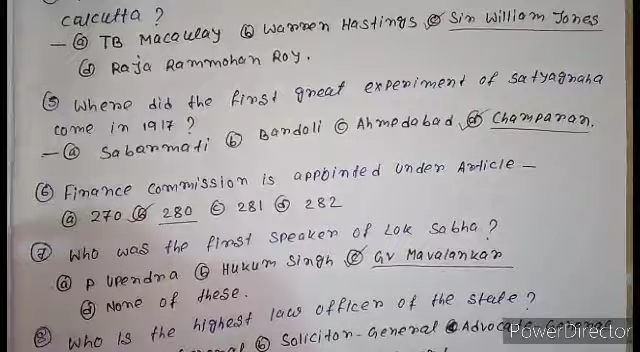 calcutta ?
- ⓐ TB Macaulay ⓑ Warren Hastings ⓒ Sir William Jones
ⓓ Raja Rammohan Roy.
⑤ Where did the first great experiment of satyagraha
come in 1917 ?
- ⓐ Sabarmati ⓑ Bardoli ⓒ Ahmedabad ⓓ Champaran.
⑥ Finance commission is appointed under Article -
ⓐ 270 ⓑ 280 ⓒ 281 ⓓ 282
⑦ Who was the first speaker of Lok Sabha ?
ⓐ P Upendra ⓑ Hukum Singh ⓒ GV Mavalankar
ⓓ None of these.
⑧ Who is the highest law officer of the state ?
ⓑ Solicitor-General ⓒ Advocate General
PowerDirector